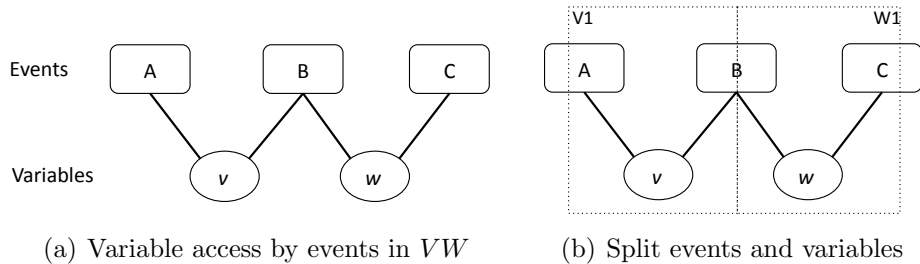 V1 W1
Events A B C A B C
Variables v w v w
(a) Variable access by events in VW (b) Split events and variables